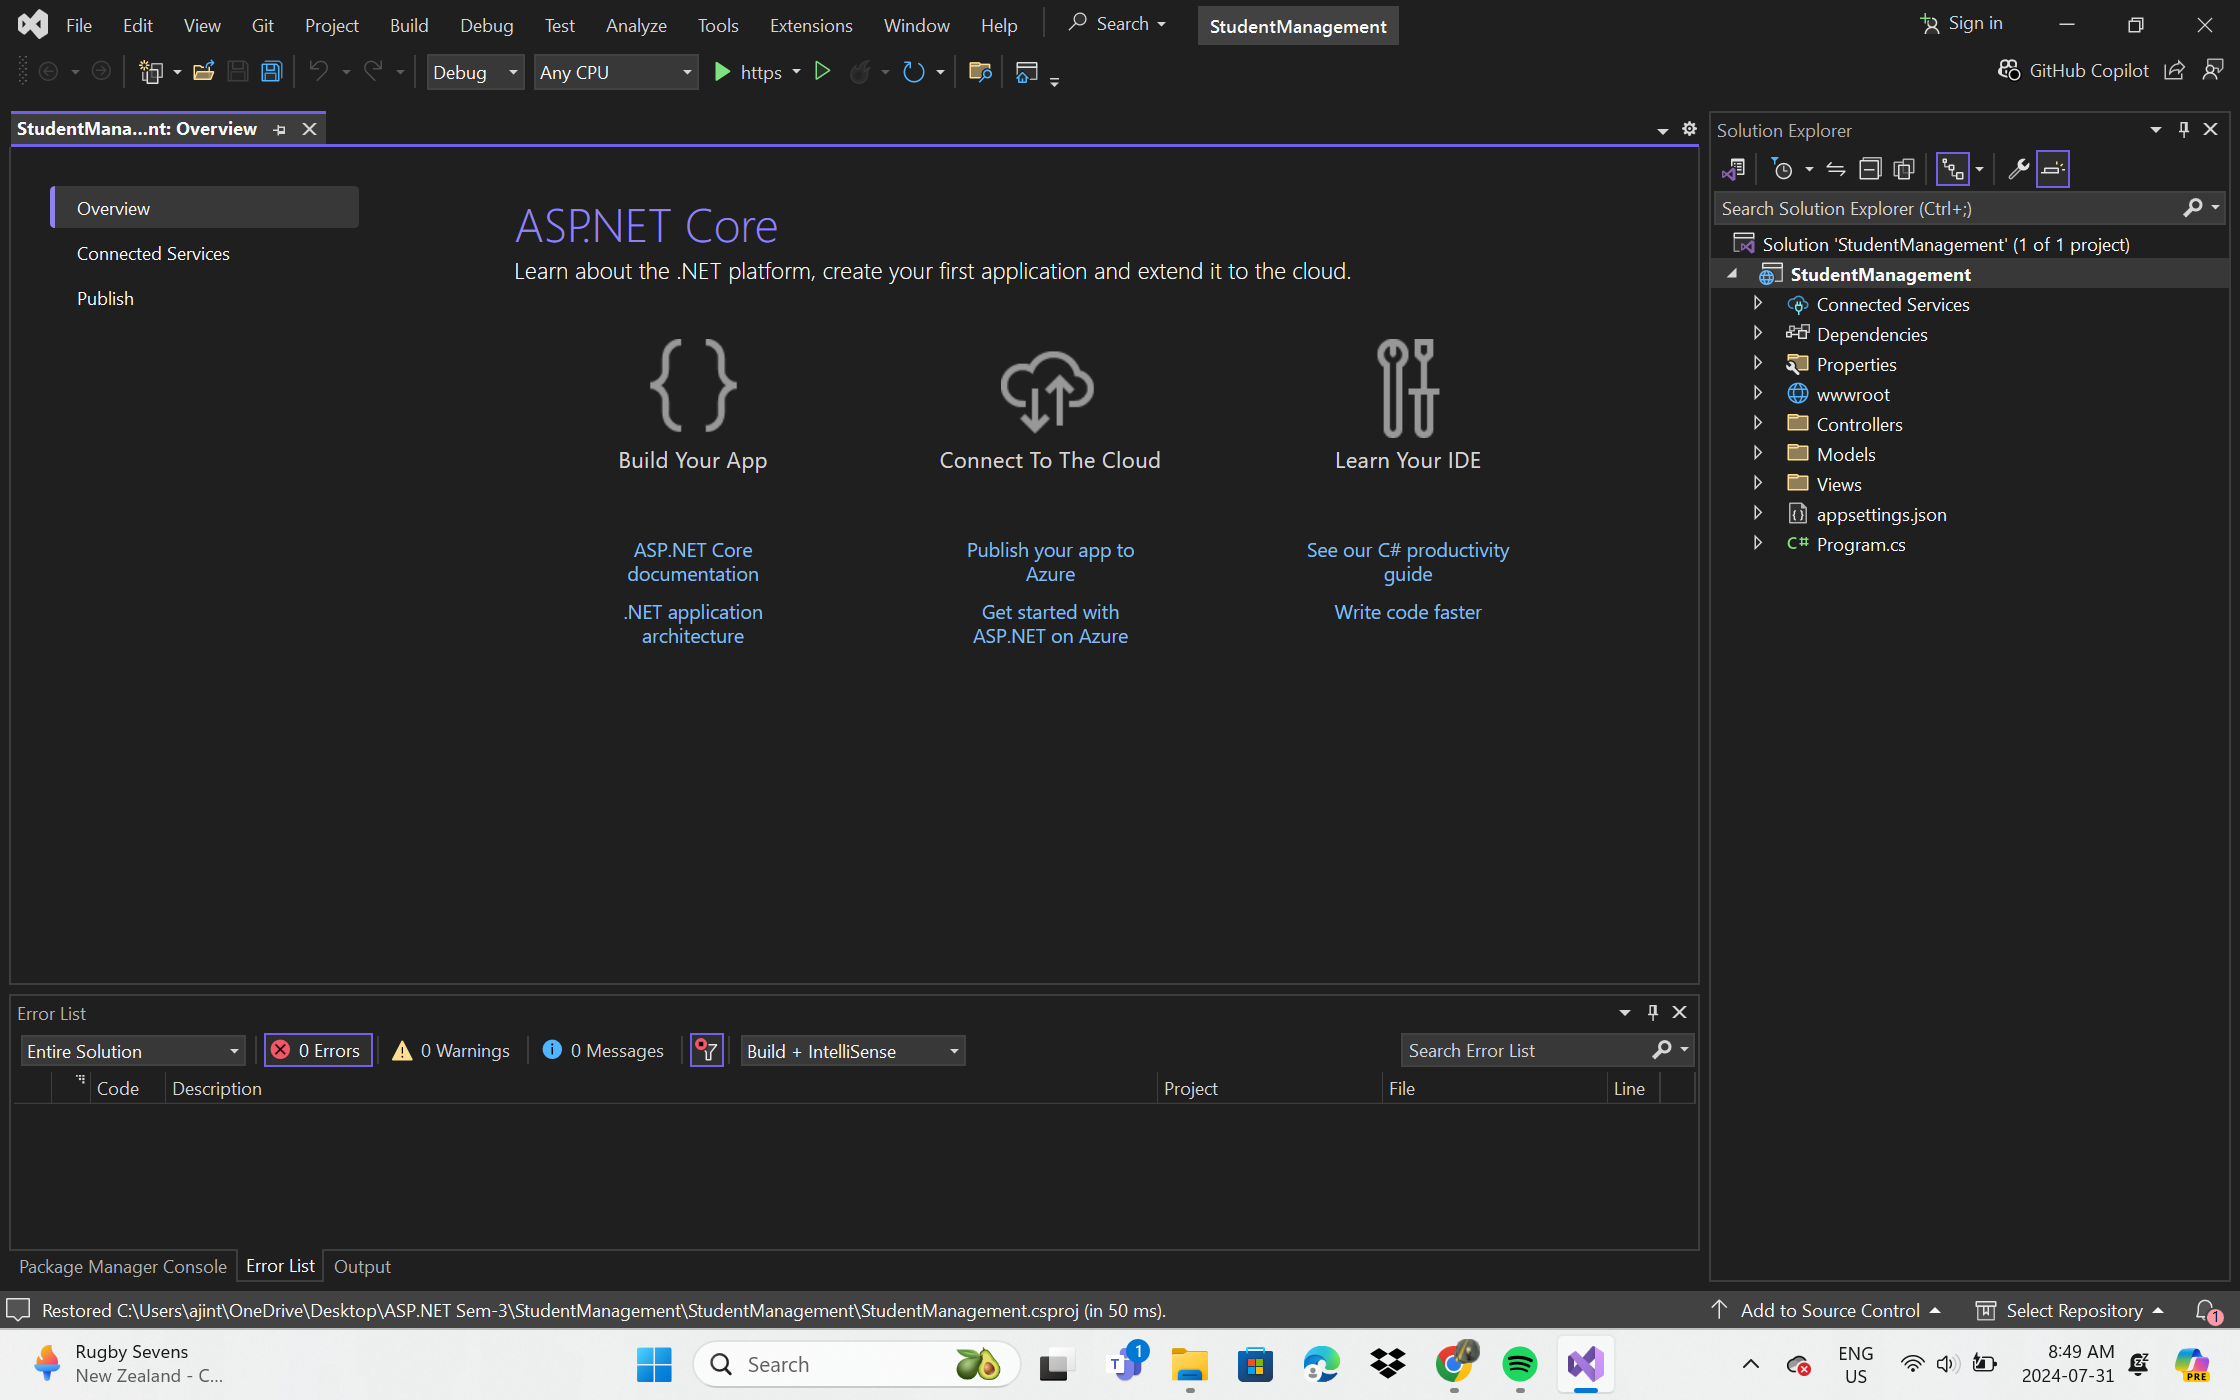 File Edit View Git Project Build Debug Test Analyze Tools Extensions Window Help Search StudentManagement Sign in
Debug Any CPU https GitHub Copilot
StudentMana...nt: Overview
Overview
Connected Services
Publish
ASP.NET Core
Learn about the .NET platform, create your first application and extend it to the cloud.
Build Your App
Connect To The Cloud
Learn Your IDE
ASP.NET Core
documentation
.NET application
architecture
Publish your app to
Azure
Get started with
ASP.NET on Azure
See our C# productivity
guide
Write code faster
Solution Explorer
Search Solution Explorer (Ctrl+;)
Solution 'StudentManagement' (1 of 1 project)
StudentManagement
Connected Services
Dependencies
Properties
wwwroot
Controllers
Models
Views
appsettings.json
C# Program.cs
Error List
Entire Solution 0 Errors 0 Warnings 0 Messages Build + IntelliSense Search Error List
Code Description Project File Line
Package Manager Console Error List Output
Restored C:\Users\ajint\OneDrive\Desktop\ASP.NET Sem-3\StudentManagement\StudentManagement\StudentManagement.csproj (in 50 ms). Add to Source Control Select Repository 1
Rugby Sevens
New Zealand - C...
Search
T 1
ENG
US
8:49 AM
2024-07-31
PRE